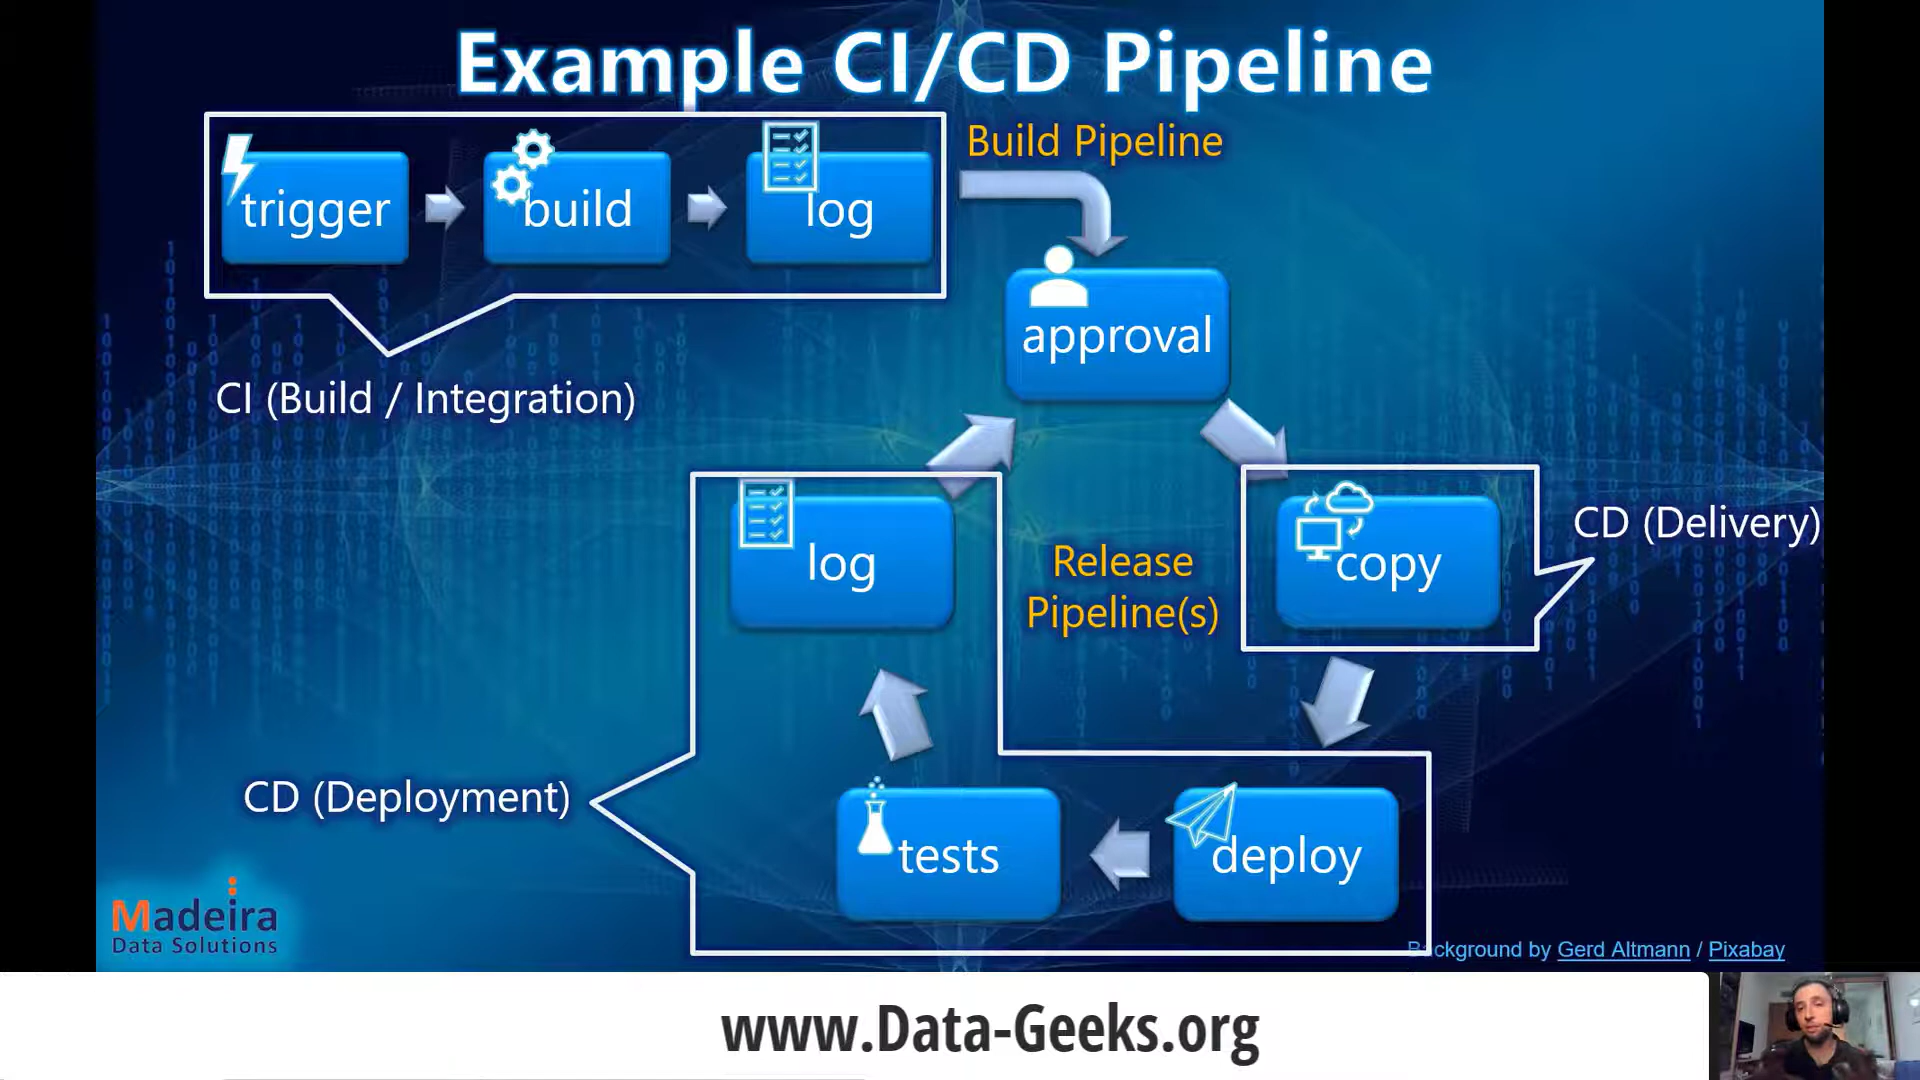 Example CI/CD Pipeline
Build Pipeline
trigger
build
log
approval
CI (Build / Integration)
log
Release
Pipeline(s)
copy
CD (Delivery)
CD (Deployment)
tests
deploy
Madeira
Data Solutions
Background by Gerd Altmann / Pixabay
www.Data-Geeks.org